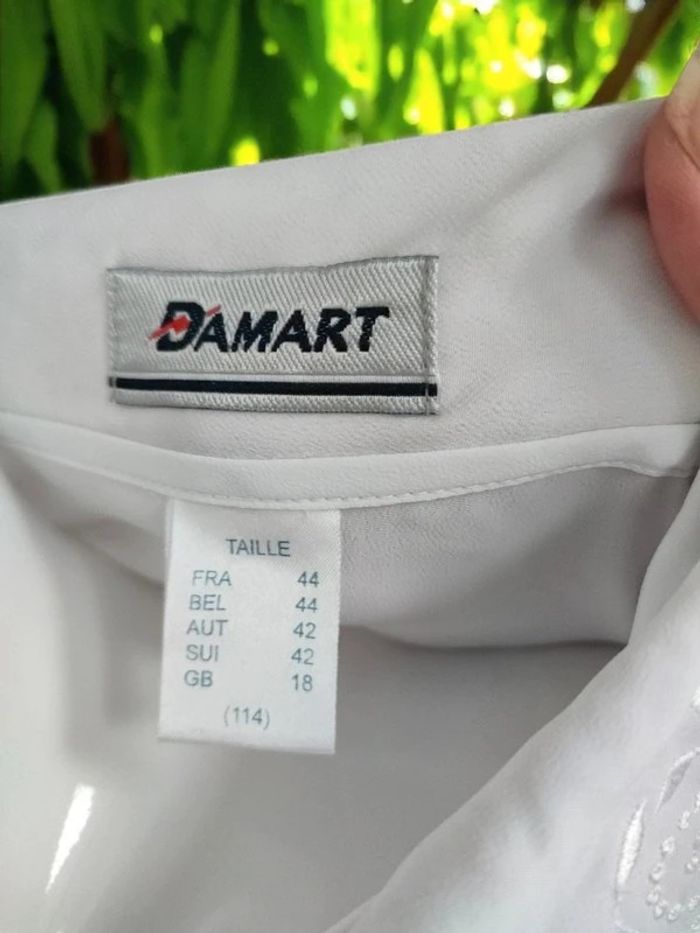 DAMART
TAILLE
FRA 44
BEL 44
AUT 42
SUI 42
GB 18
(114)